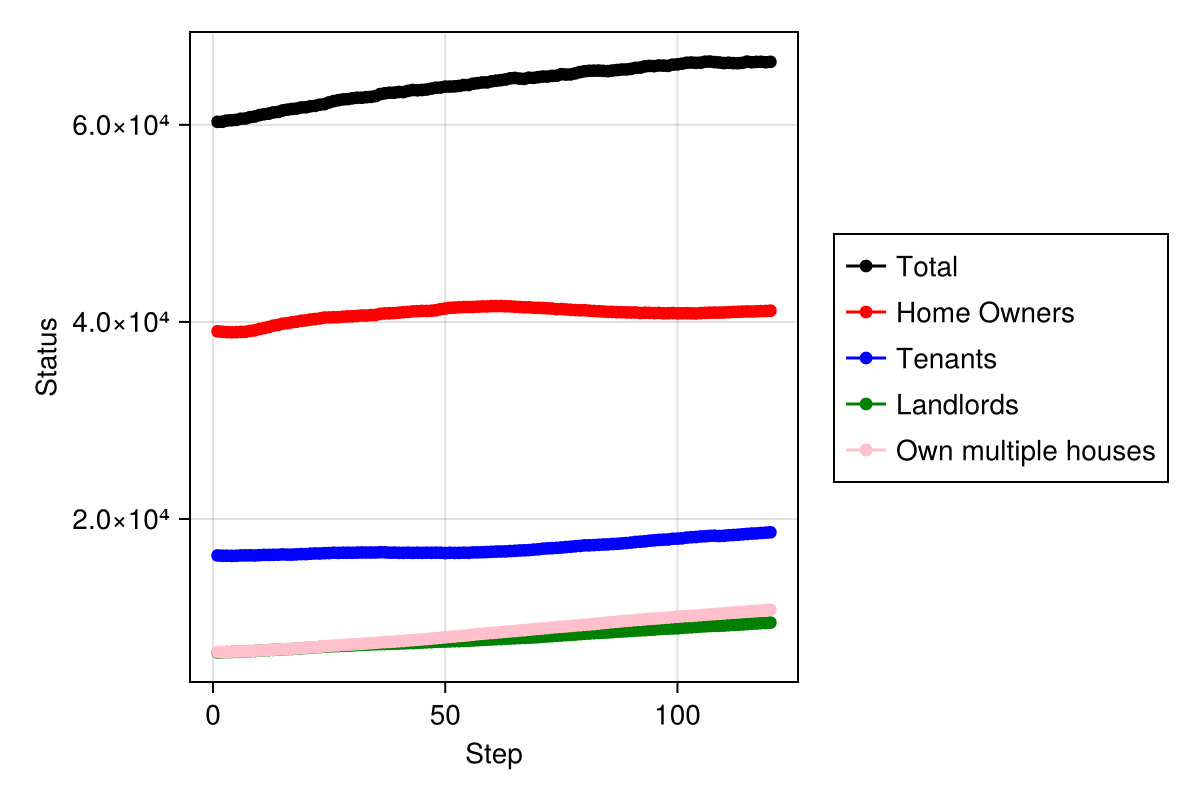 6.0×10⁴
4.0×10⁴
2.0×10⁴
Status
0
50
100
Step
Total
Home Owners
Tenants
Landlords
Own multiple houses